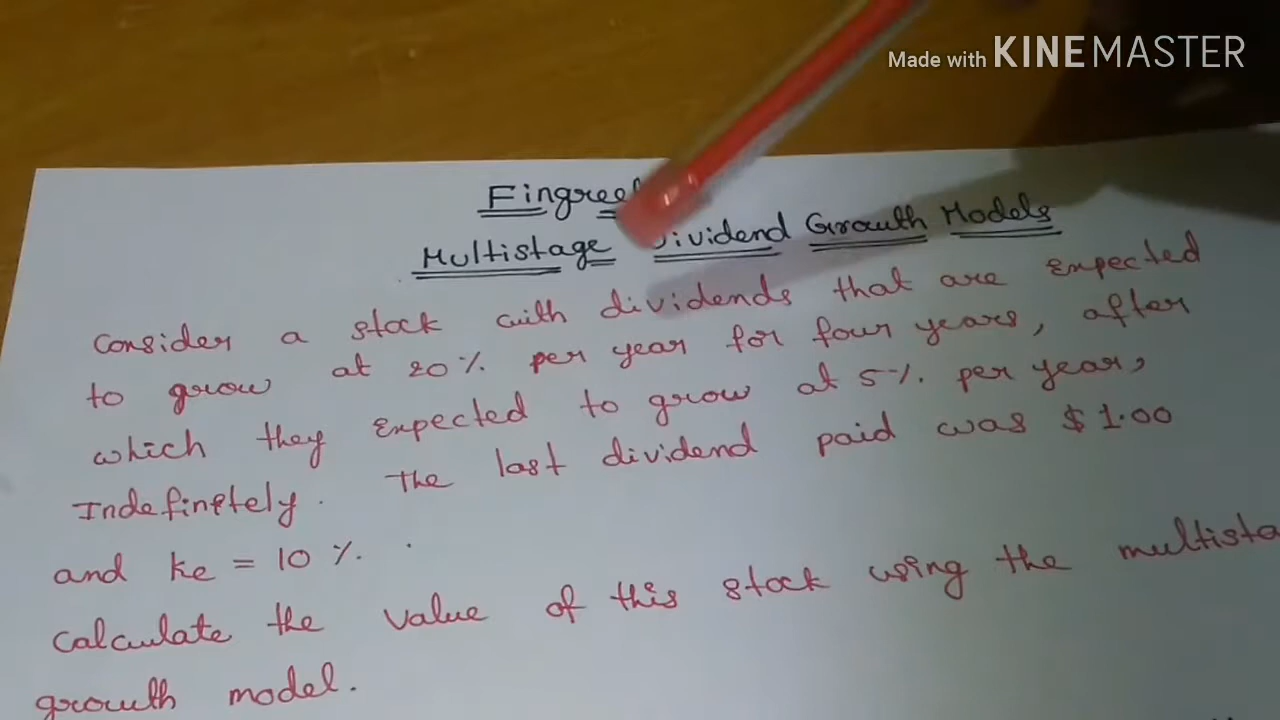 Made with KINEMASTER
Multistage Dividend Growth Models
Consider a stock with dividends that are expected
to grow at 20% per year for four years, after
which they expected to grow at 5% per year,
Indefinetely. The last dividend paid was $1.00
and ke = 10%.
Calculate the value of this stock using the multista
growth model.